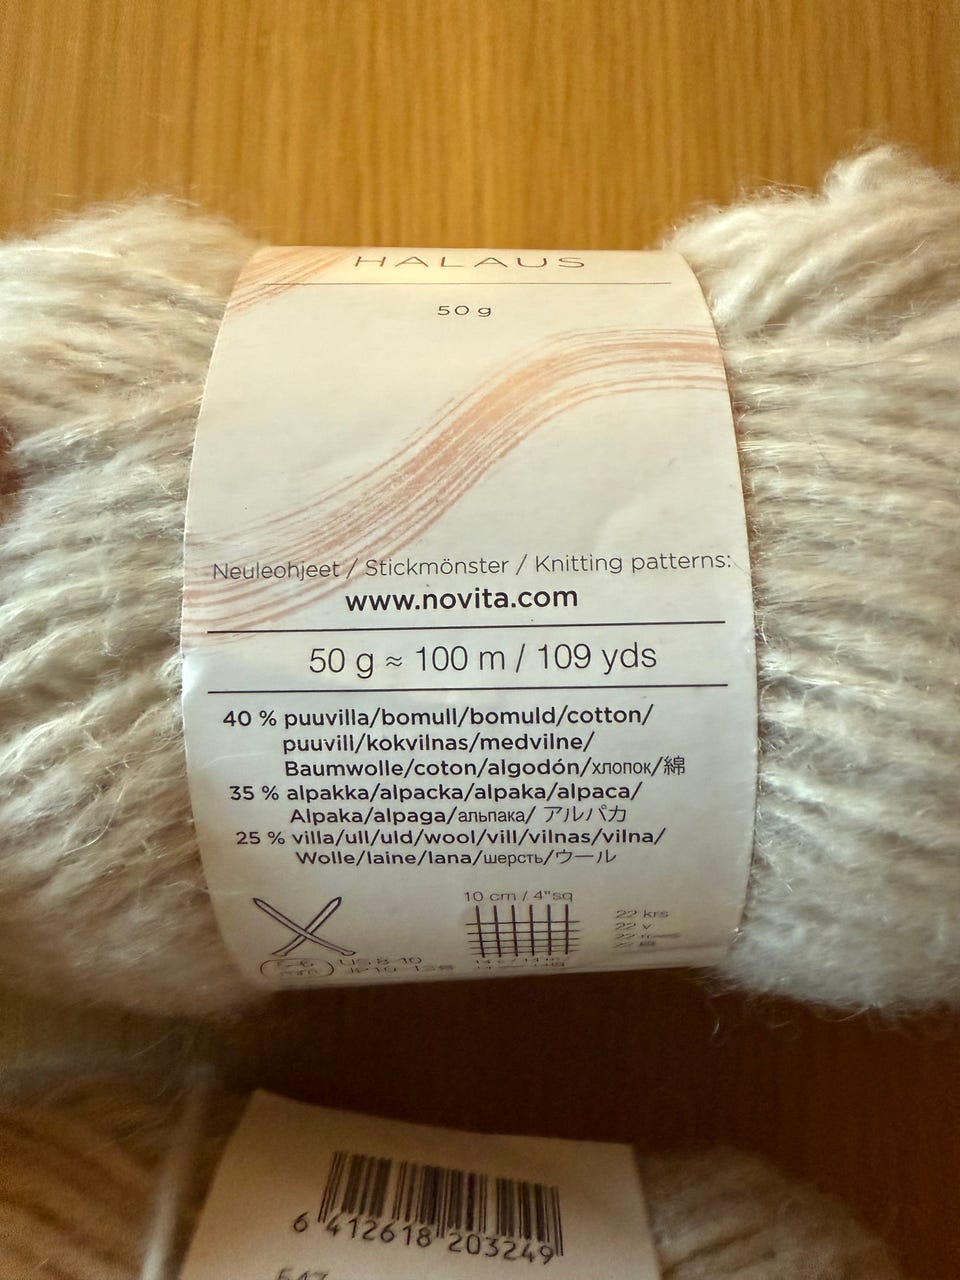 HALAUS
50 g
Neuleohjeet / Stickmönster / Knitting patterns:
www.novita.com
50 g ≈ 100 m / 109 yds
40 % puuvilla/bomull/bomuld/cotton/
puuvill/kokvilnas/medvilne/
Baumwolle/coton/algodón/хлопок/綿
35 % alpakka/alpacka/alpaka/alpaca/
Alpaka/alpaga/альпака/ アルパカ
25 % villa/ull/uld/wool/vill/vilnas/vilna/
Wolle/laine/lana/шерсть/ウール
10 cm / 4"sq
22 krs
22 v
US 8-10
6 412618 203249